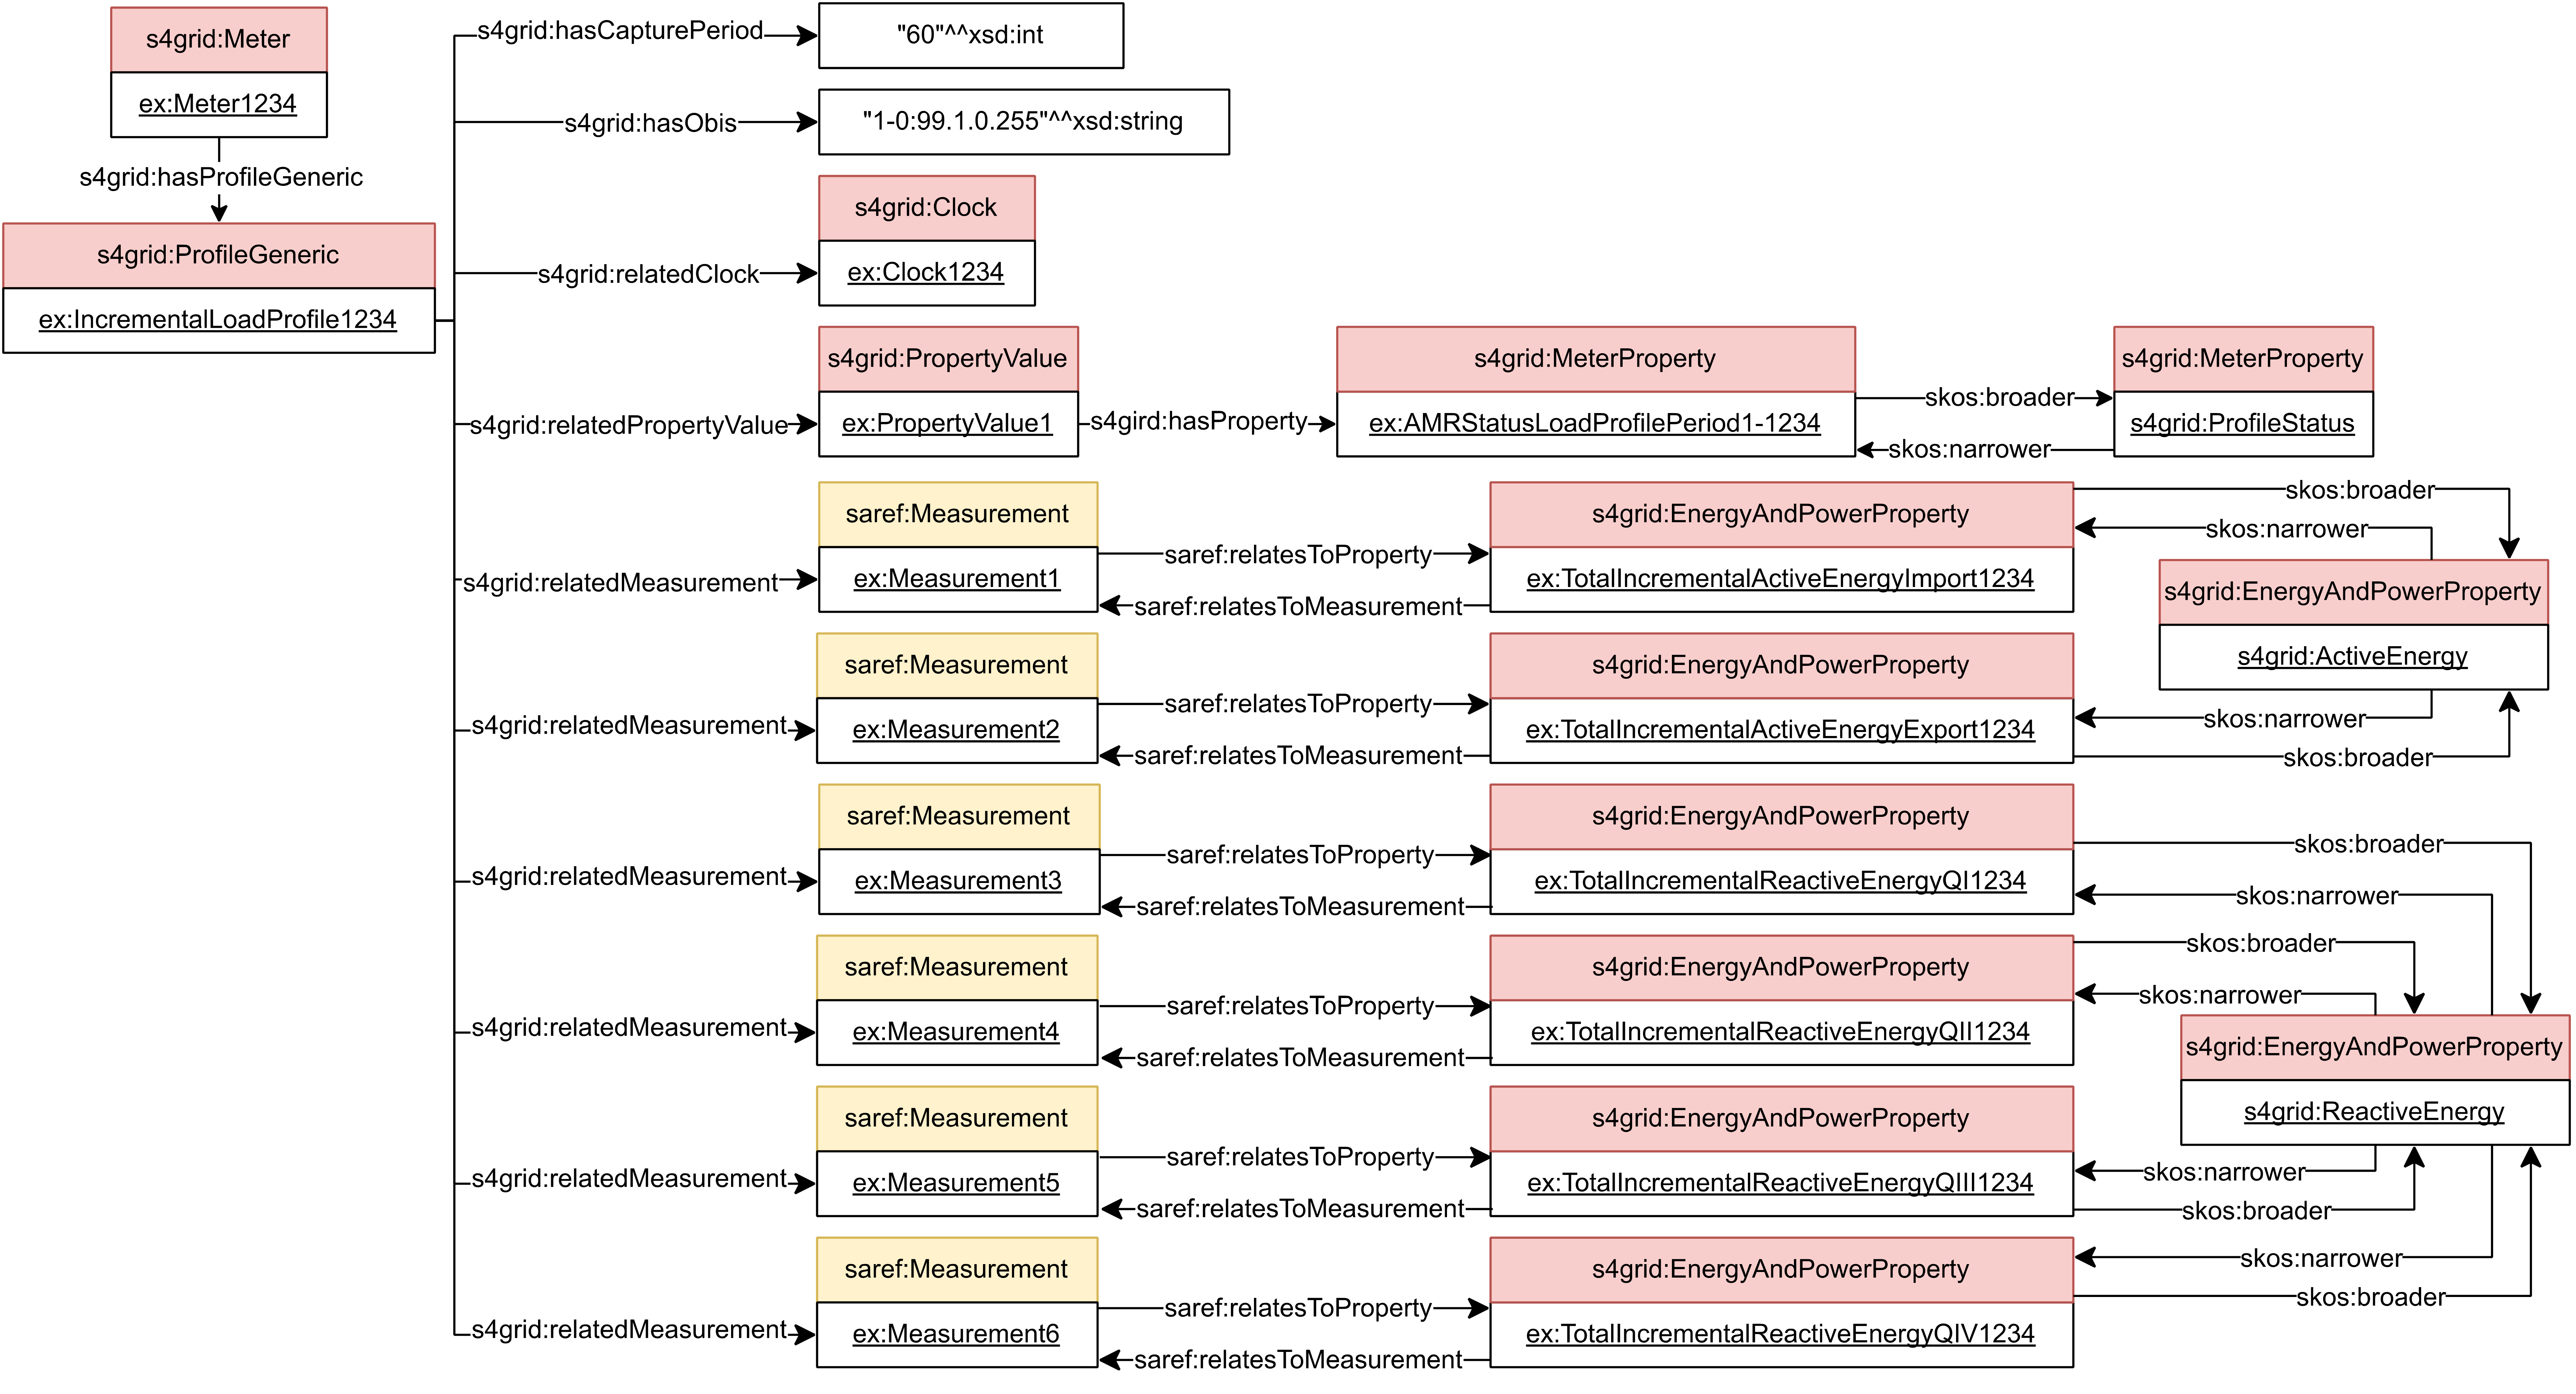 s4grid:Meter
ex:Meter1234
s4grid:hasProfileGeneric
s4grid:ProfileGeneric
ex:IncrementalLoadProfile1234
s4grid:hasCapturePeriod
"60"^^xsd:int
s4grid:hasObis
"1-0:99.1.0.255"^^xsd:string
s4grid:relatedClock
s4grid:Clock
ex:Clock1234
s4grid:relatedPropertyValue
s4grid:PropertyValue
ex:PropertyValue1
s4gird:hasProperty
s4grid:MeterProperty
ex:AMRStatusLoadProfilePeriod1-1234
skos:broader
skos:narrower
s4grid:MeterProperty
s4grid:ProfileStatus
s4grid:relatedMeasurement
saref:Measurement
ex:Measurement1
saref:relatesToProperty
saref:relatesToMeasurement
s4grid:EnergyAndPowerProperty
ex:TotalIncrementalActiveEnergyImport1234
skos:broader
skos:narrower
s4grid:EnergyAndPowerProperty
s4grid:ActiveEnergy
s4grid:relatedMeasurement
saref:Measurement
ex:Measurement2
saref:relatesToProperty
saref:relatesToMeasurement
s4grid:EnergyAndPowerProperty
ex:TotalIncrementalActiveEnergyExport1234
skos:narrower
skos:broader
s4grid:relatedMeasurement
saref:Measurement
ex:Measurement3
saref:relatesToProperty
saref:relatesToMeasurement
s4grid:EnergyAndPowerProperty
ex:TotalIncrementalReactiveEnergyQI1234
skos:broader
skos:narrower
s4grid:relatedMeasurement
saref:Measurement
ex:Measurement4
saref:relatesToProperty
saref:relatesToMeasurement
s4grid:EnergyAndPowerProperty
ex:TotalIncrementalReactiveEnergyQII1234
skos:broader
skos:narrower
s4grid:EnergyAndPowerProperty
s4grid:ReactiveEnergy
s4grid:relatedMeasurement
saref:Measurement
ex:Measurement5
saref:relatesToProperty
saref:relatesToMeasurement
s4grid:EnergyAndPowerProperty
ex:TotalIncrementalReactiveEnergyQIII1234
skos:narrower
skos:broader
s4grid:relatedMeasurement
saref:Measurement
ex:Measurement6
saref:relatesToProperty
saref:relatesToMeasurement
s4grid:EnergyAndPowerProperty
ex:TotalIncrementalReactiveEnergyQIV1234
skos:narrower
skos:broader